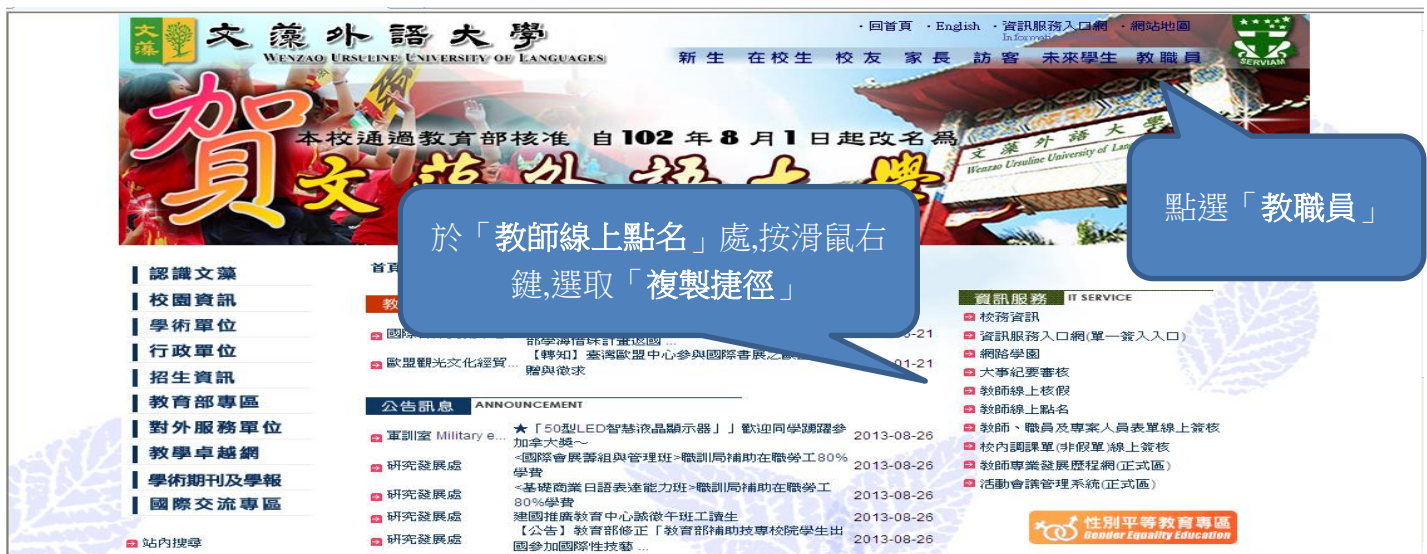 文藻
文藻外語大學
WENZAO URSULINE UNIVERSITY OF LANGUAGES
・回首頁 ・English ・資訊服務入口網 ・網站地圖
新生 在校生 校友 家長 訪客 未來學生 教職員
SERVIAM
賀
本校通過教育部核准 自102年8月1日起改名為
文藻外語大學
文藻外語大學
Wenzao Ursuline University of Lan
點選「教職員」
於「教師線上點名」處,按滑鼠右
鍵,選取「複製捷徑」
認識文藻
校園資訊
學術單位
行政單位
招生資訊
教育部專區
對外服務單位
教學卓越網
學術期刊及學報
國際交流專區
站內搜尋
首頁
教
-21
歐盟觀光文化經貿... 【轉知】臺灣歐盟中心參與國際書展之
贈與徵求
01-21
公告訊息 ANNOUNCEMENT
軍訓室 Military e... ★「50型LED智慧液晶顯示器」」歡迎同學踴躍參
加拿大獎～ 2013-08-26
研究發展處 <國際會展籌組與管理班>職訓局補助在職勞工80%
學費 2013-08-26
研究發展處 <基礎商業日語表達能力班>職訓局補助在職勞工
80%學費 2013-08-26
研究發展處 建國推廣教育中心誠徵午班工讀生 2013-08-26
研究發展處 【公告】教育部修正「教育部補助技專校院學生出
國參加國際性技藝 ... 2013-08-26
資訊服務 IT SERVICE
校務資訊
資訊服務入口網(單一簽入入口)
網路學園
大事紀要審核
教師線上核假
教師線上點名
教師、職員及專案人員表單線上簽核
校內調課單(非假單)線上簽核
教師專業發展歷程網(正式區)
活動會議管理系統(正式區)
性別平等教育專區
Gender Equality Education